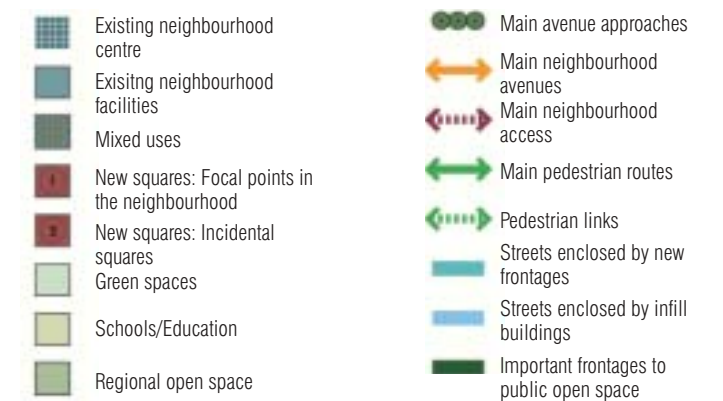 Existing neighbourhood
centre
Exisitng neighbourhood
facilities
Mixed uses
1
New squares: Focal points in
the neighbourhood
2
New squares: Incidental
squares
Green spaces
Schools/Education
Regional open space
Main avenue approaches
Main neighbourhood
avenues
Main neighbourhood
access
Main pedestrian routes
Pedestrian links
Streets enclosed by new
frontages
Streets enclosed by infill
buildings
Important frontages to
public open space